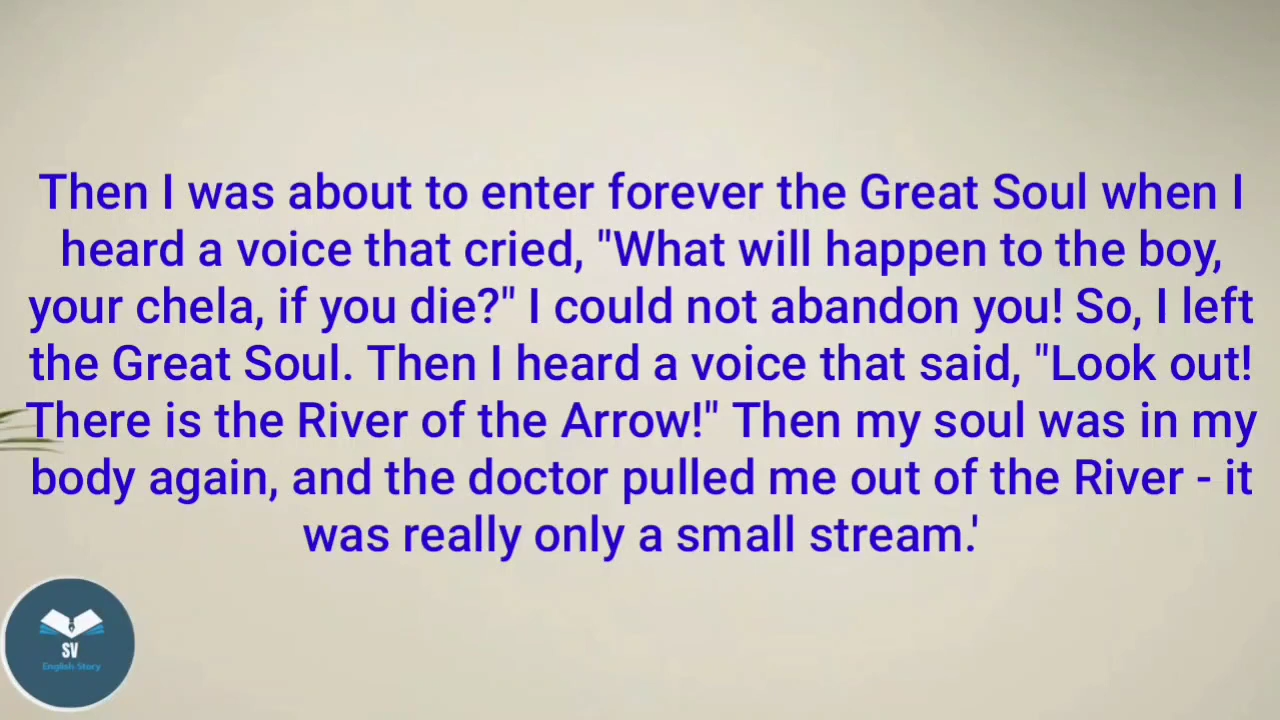 Then I was about to enter forever the Great Soul when I
heard a voice that cried, "What will happen to the boy,
your chela, if you die?" I could not abandon you! So, I left
the Great Soul. Then I heard a voice that said, "Look out!
There is the River of the Arrow!" Then my soul was in my
body again, and the doctor pulled me out of the River - it
was really only a small stream.'
SV
English Story